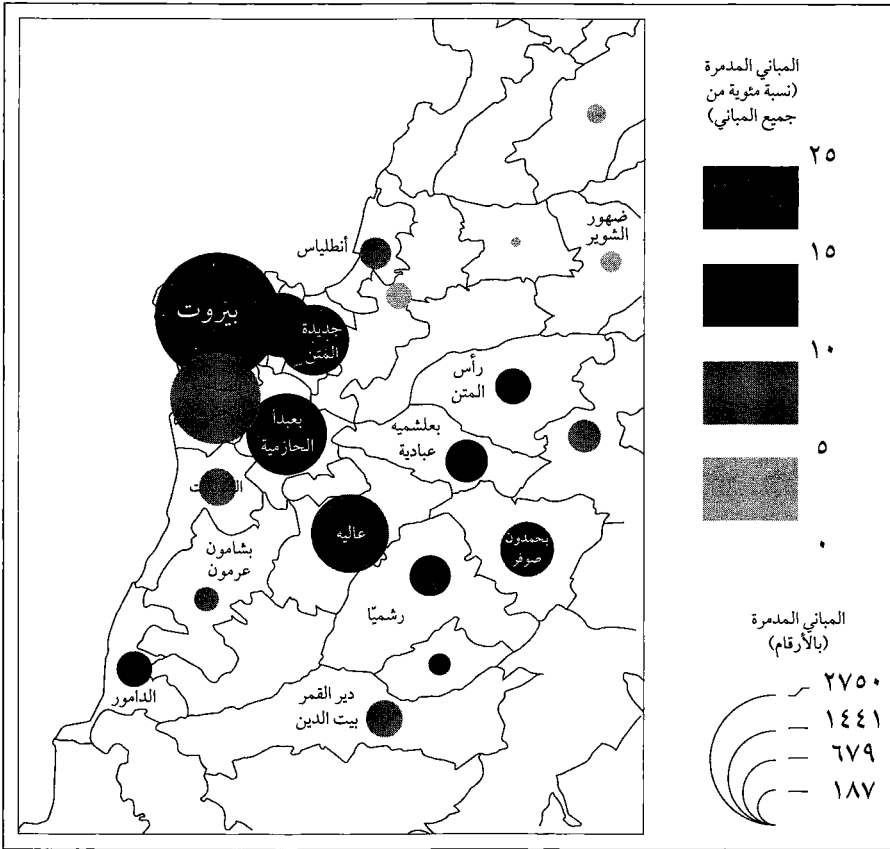 المباني المدمرة
(نسبة مئوية من
جميع المباني)
٢٥
١٥
١٠
٥
٠
المباني المدمرة
(بالأرقام)
٢٧٥٠
١٤٤١
٦٧٩
١٨٧
ضهور
الشوير
أنطلياس
بيروت
جديدة
المتن
رأس
المتن
بعبدأ
الحازمية
بعلشميه
عبادية
عاليه
بحمدون
صوفر
بشامون
عرمون
رشميّا
الدامور
دير القمر
بيت الدين